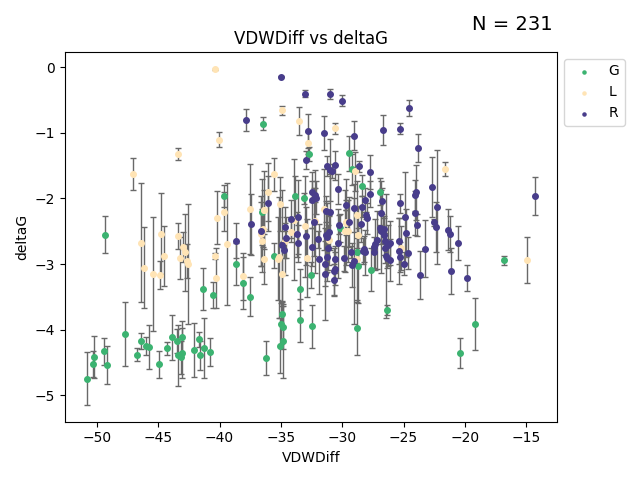 N = 231
VDWDiff vs deltaG
G
L
R
0
−1
−2
−3
−4
−5
deltaG
−50 −45 −40 −35 −30 −25 −20 −15
VDWDiff